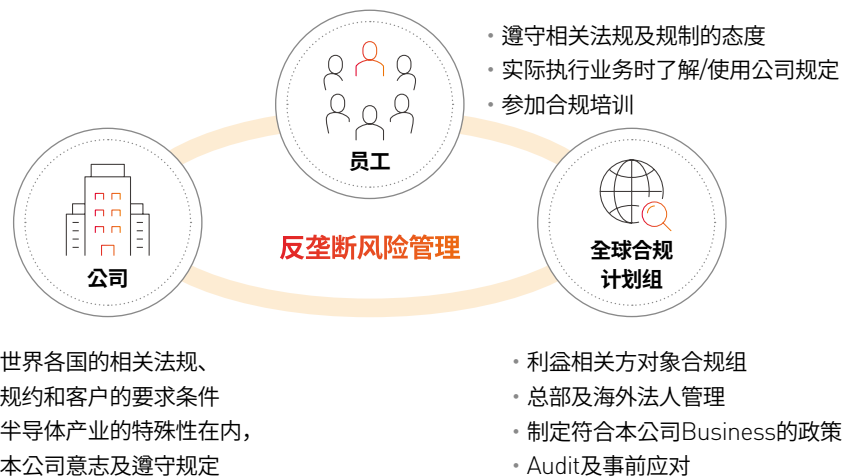 • 遵守相关法规及规制的态度
• 实际执行业务时了解/使用公司规定
• 参加合规培训
员工
公司
反垄断风险管理
全球合规
计划组
世界各国的相关法规、
规约和客户的要求条件
半导体产业的特殊性在内，
本公司意志及遵守规定
• 利益相关方对象合规组
• 总部及海外法人管理
• 制定符合本公司Business的政策
• Audit及事前应对